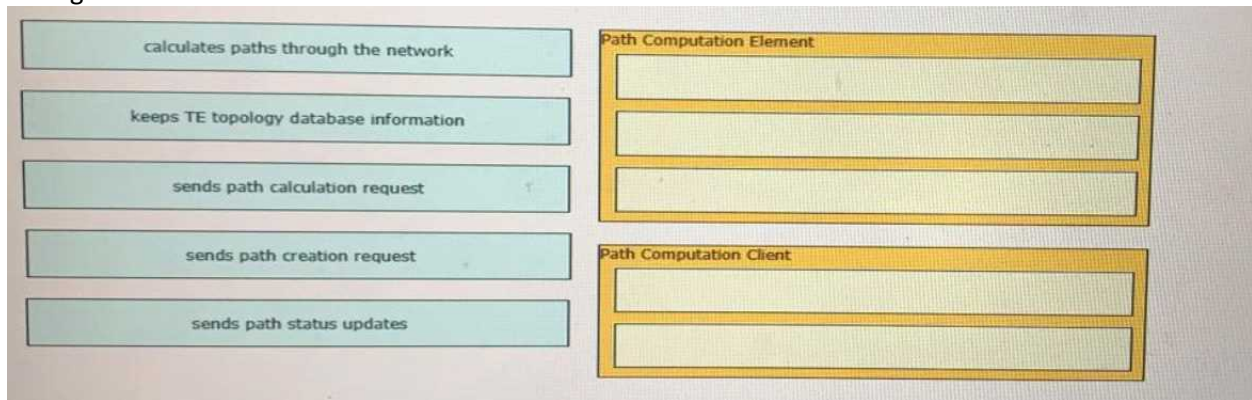 calculates paths through the network
keeps TE topology database information
sends path calculation request
sends path creation request
sends path status updates
Path Computation Element
Path Computation Client